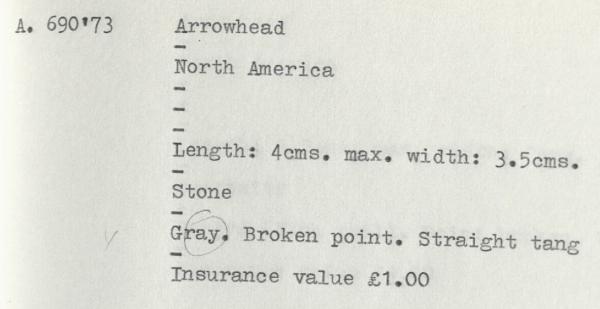 A. 690'73 Arrowhead
-
North America
-
-
-
Length: 4cms. max. width: 3.5cms.
-
Stone
-
Gray. Broken point. Straight tang
-
Insurance value £1.00